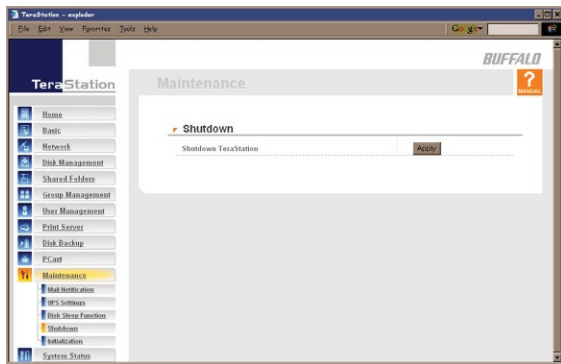 TeraStation - exploder
File Edit View Favorites Tools Help
BUFFALO
TeraStation
Maintenance
MANUAL
Home
Basic
Network
Disk Management
Shared Folders
Group Management
User Management
Print Server
Disk Backup
PCast
Maintenance
Mail Notification
UPS Settings
Disk Sleep Function
Shutdown
Initialization
System Status
Shutdown
Shutdown TeraStation
Apply